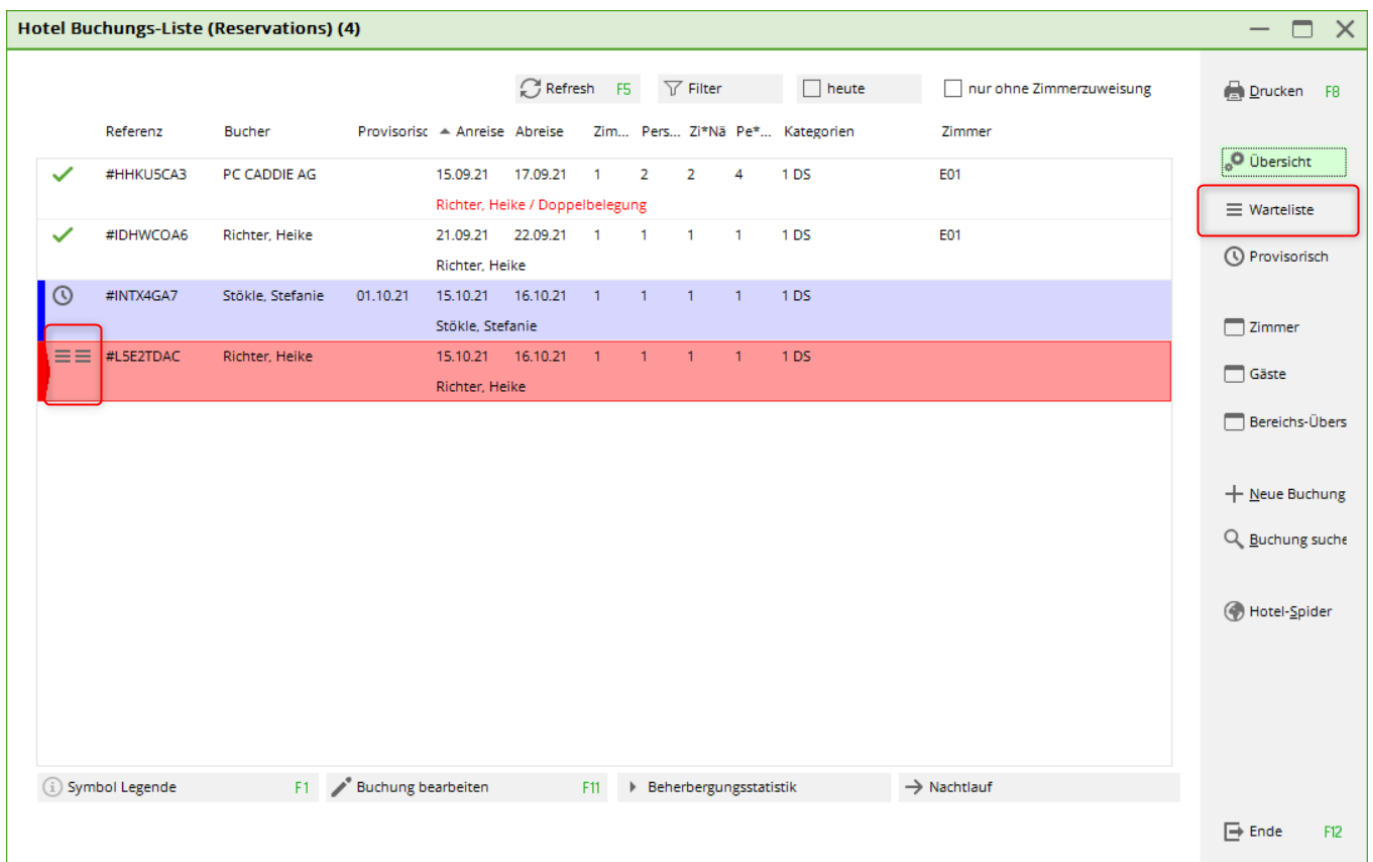 Hotel Buchungs-Liste (Reservations) (4)
Refresh F5 Filter heute nur ohne Zimmerzuweisung
Referenz Bucher Provisorisc Anreise Abreise Zim... Pers... Zi*Nä Pe*... Kategorien Zimmer
#HHKU5CA3 PC CADDIE AG 15.09.21 17.09.21 1 2 2 4 1 DS E01
Richter, Heike / Doppelbelegung
#IDHWCOA6 Richter, Heike 21.09.21 22.09.21 1 1 1 1 1 DS E01
Richter, Heike
#INTX4GA7 Stökle, Stefanie 01.10.21 15.10.21 16.10.21 1 1 1 1 1 DS
Stökle, Stefanie
#L5E2TDAC Richter, Heike 15.10.21 16.10.21 1 1 1 1 1 DS
Richter, Heike
Symbol Legende F1 Buchung bearbeiten F11 Beherbergungsstatistik Nachtlauf
Drucken F8
Übersicht
Warteliste
Provisorisch
Zimmer
Gäste
Bereichs-Übers
Neue Buchung
Buchung suche
Hotel-Spider
Ende F12